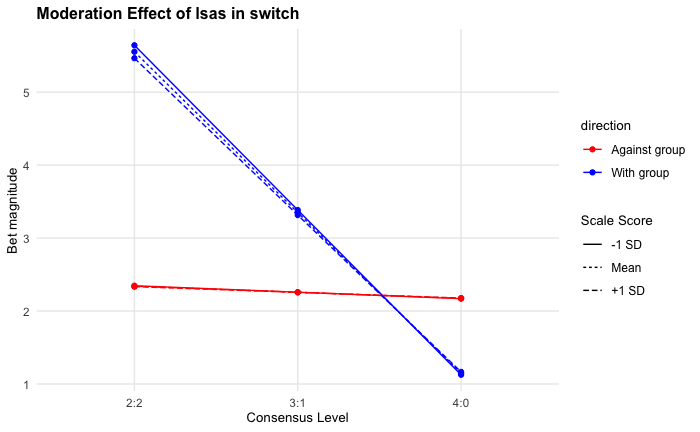 Moderation Effect of lsas in switch
Bet magnitude
5
4
3
2
1
2:2
3:1
4:0
Consensus Level
direction
Against group
With group
Scale Score
-1 SD
Mean
+1 SD